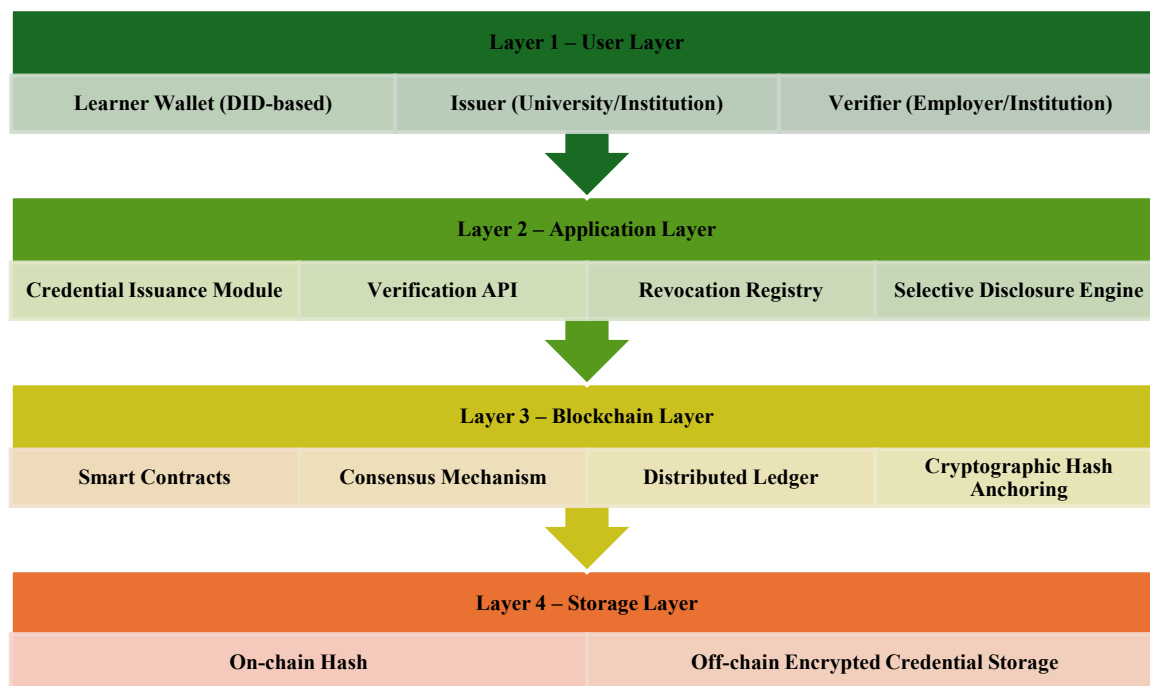 Layer 1 – User Layer
Learner Wallet (DID-based)
Issuer (University/Institution)
Verifier (Employer/Institution)
Layer 2 – Application Layer
Credential Issuance Module
Verification API
Revocation Registry
Selective Disclosure Engine
Layer 3 – Blockchain Layer
Smart Contracts
Consensus Mechanism
Distributed Ledger
Cryptographic Hash
Anchoring
Layer 4 – Storage Layer
On-chain Hash
Off-chain Encrypted Credential Storage